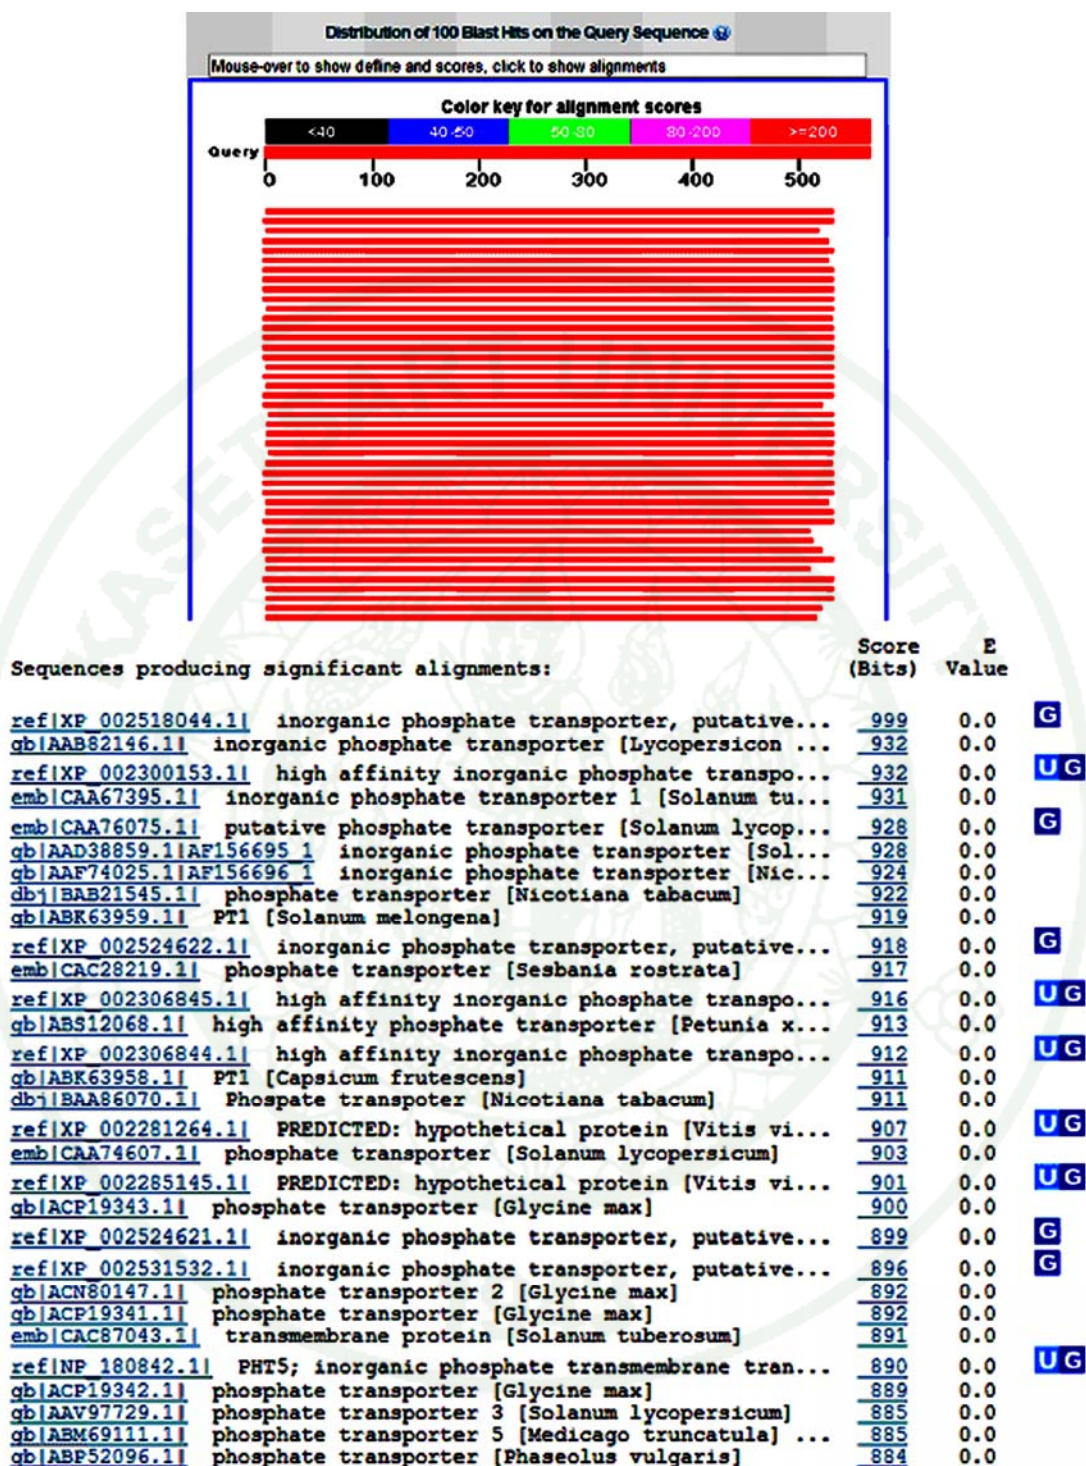 Distribution of 100 Blast Hits on the Query Sequence
Mouse-over to show defline and scores, click to show alignments
Color key for alignment scores
<40 40-50 50-80 80-200 >=200
Query
0 100 200 300 400 500
KASETSART UNIVERSITY
Score E
Sequences producing significant alignments: (Bits) Value
ref|XP_002518044.1| inorganic phosphate transporter, putative... 999 0.0 G
gb|AAB82146.1| inorganic phosphate transporter [Lycopersicon ... 932 0.0
ref|XP_002300153.1| high affinity inorganic phosphate transpo... 932 0.0 U G
emb|CAA67395.1| inorganic phosphate transporter 1 [Solanum tu... 931 0.0
emb|CAA76075.1| putative phosphate transporter [Solanum lycop... 928 0.0 G
gb|AAD38859.1|AF156695_1 inorganic phosphate transporter [Sol... 928 0.0
gb|AAF74025.1|AF156696_1 inorganic phosphate transporter [Nic... 924 0.0
dbj|BAB21545.1| phosphate transporter [Nicotiana tabacum] 922 0.0
gb|ABK63959.1| PT1 [Solanum melongena] 919 0.0
ref|XP_002524622.1| inorganic phosphate transporter, putative... 918 0.0 G
emb|CAC28219.1| phosphate transporter [Sesbania rostrata] 917 0.0
ref|XP_002306845.1| high affinity inorganic phosphate transpo... 916 0.0 U G
gb|ABS12068.1| high affinity phosphate transporter [Petunia x... 913 0.0
ref|XP_002306844.1| high affinity inorganic phosphate transpo... 912 0.0 U G
gb|ABK63958.1| PT1 [Capsicum frutescens] 911 0.0
dbj|BAA86070.1| Phospate transpoter [Nicotiana tabacum] 911 0.0
ref|XP_002281264.1| PREDICTED: hypothetical protein [Vitis vi... 907 0.0 U G
emb|CAA74607.1| phosphate transporter [Solanum lycopersicum] 903 0.0
ref|XP_002285145.1| PREDICTED: hypothetical protein [Vitis vi... 901 0.0 U G
gb|ACP19343.1| phosphate transporter [Glycine max] 900 0.0
ref|XP_002524621.1| inorganic phosphate transporter, putative... 899 0.0 G
ref|XP_002531532.1| inorganic phosphate transporter, putative... 896 0.0 G
gb|ACN80147.1| phosphate transporter 2 [Glycine max] 892 0.0
gb|ACP19341.1| phosphate transporter [Glycine max] 892 0.0
emb|CAC87043.1| transmembrane protein [Solanum tuberosum] 891 0.0
ref|NP_180842.1| PHT5; inorganic phosphate transmembrane tran... 890 0.0 U G
gb|ACP19342.1| phosphate transporter [Glycine max] 889 0.0
gb|AAV97729.1| phosphate transporter 3 [Solanum lycopersicum] 885 0.0
gb|ABM69111.1| phosphate transporter 5 [Medicago truncatula] ... 885 0.0
gb|ABP52096.1| phosphate transporter [Phaseolus vulgaris] 884 0.0